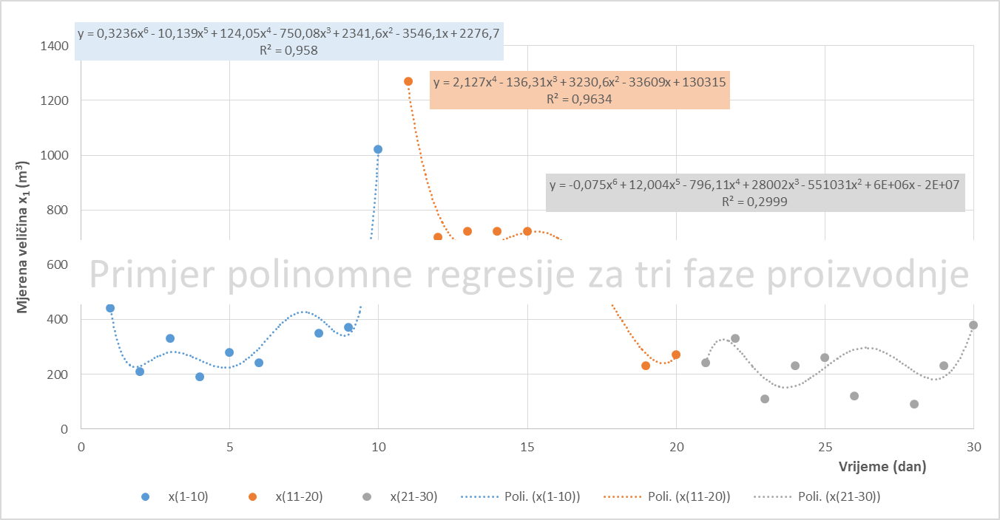 y = 0,3236x⁶ - 10,139x⁵ + 124,05x⁴ - 750,08x³ + 2341,6x² - 3546,1x + 2276,7
R² = 0,958
y = 2,127x⁴ - 136,31x³ + 3230,6x² - 33609x + 130315
R² = 0,9634
y = -0,075x⁶ + 12,004x⁵ - 796,11x⁴ + 28002x³ - 551031x² + 6E+06x - 2E+07
R² = 0,2999
Primjer polinomne regresije za tri faze proizvodnje
Mjerena veličina x₁ (m³)
1400
1200
1000
800
600
400
200
0
0 5 10 15 20 25 30
Vrijeme (dan)
x(1-10) x(11-20) x(21-30) Poli. (x(1-10)) Poli. (x(11-20)) Poli. (x(21-30))